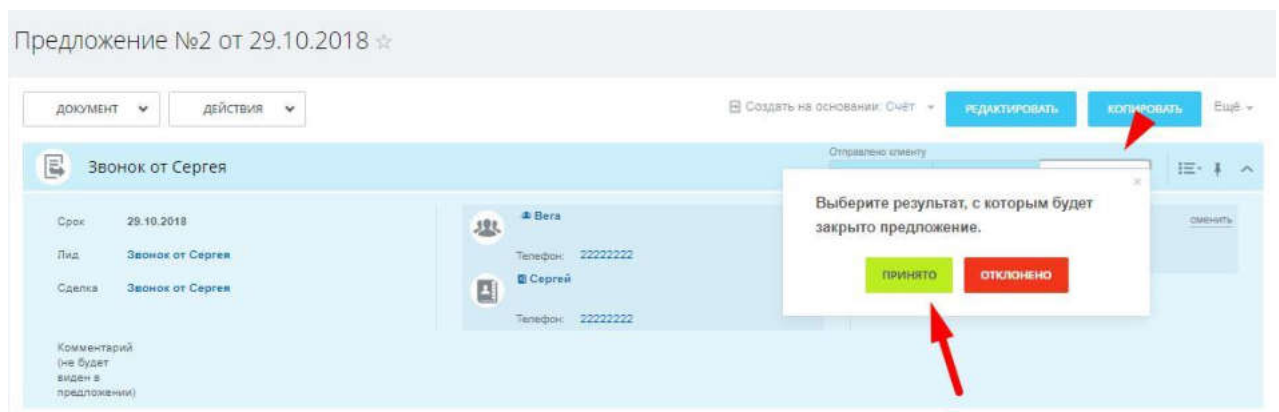 Предложение №2 от 29.10.2018
ДОКУМЕНТ ДЕЙСТВИЯ Создать на основании: Счёт РЕДАКТИРОВАТЬ КОПИРОВАТЬ Ещё
Звонок от Сергея
Отправлено клиенту
Срок 29.10.2018
Лид Звонок от Сергея
Сделка Звонок от Сергея
Комментарий
(не будет
виден в
предложении)
Вега
Телефон: 22222222
Сергей
Телефон: 22222222
Выберите результат, с которым будет
закрыто предложение.
ПРИНЯТО ОТКЛОНЕНО
сменить